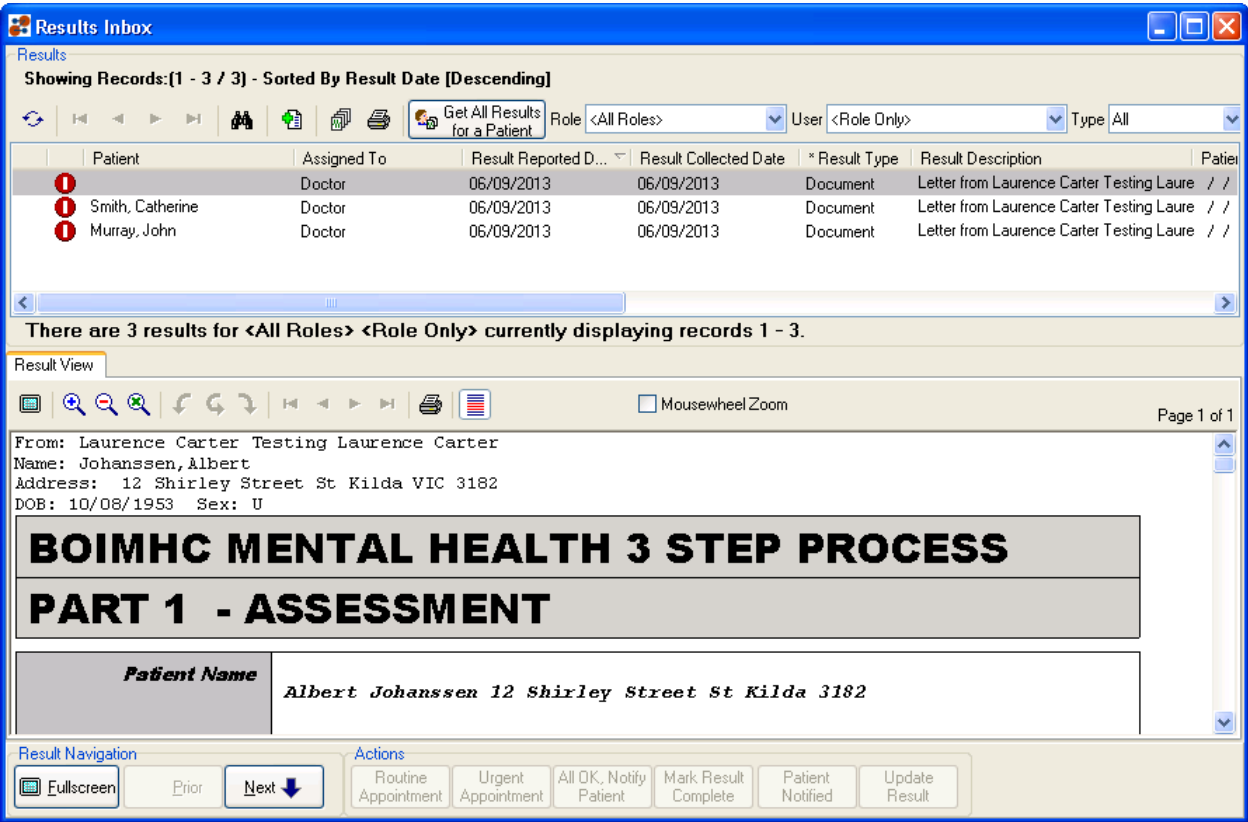 Results Inbox
Results
Showing Records:(1 - 3 / 3) - Sorted By Result Date [Descending]
Get All Results for a Patient Role <All Roles> User <Role Only> Type All
Patient Assigned To Result Reported D... Result Collected Date * Result Type Result Description Patier
Doctor 06/09/2013 06/09/2013 Document Letter from Laurence Carter Testing Laure / /
Smith, Catherine Doctor 06/09/2013 06/09/2013 Document Letter from Laurence Carter Testing Laure / /
Murray, John Doctor 06/09/2013 06/09/2013 Document Letter from Laurence Carter Testing Laure / /
There are 3 results for <All Roles> <Role Only> currently displaying records 1 - 3.
Result View
Mousewheel Zoom Page 1 of 1
From: Laurence Carter Testing Laurence Carter
Name: Johanssen,Albert
Address: 12 Shirley Street St Kilda VIC 3182
DOB: 10/08/1953 Sex: U
BOIMHC MENTAL HEALTH 3 STEP PROCESS
PART 1 - ASSESSMENT
Patient Name
Albert Johanssen 12 Shirley Street St Kilda 3182
Result Navigation Actions
Fullscreen Prior Next Routine Appointment Urgent Appointment All OK, Notify Patient Mark Result Complete Patient Notified Update Result